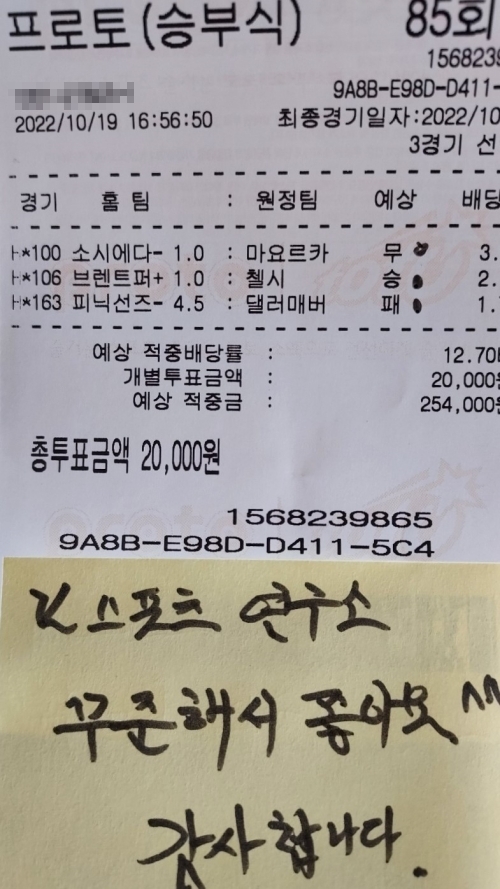 프로토(승부식) 85회
1568239
9A8B-E98D-D411-
2022/10/19 16:56:50 최종경기일자:2022/10
3경기 선
경기 홈 팀 : 원정팀 예상 배당
H*100 소시에다- 1.0 : 마요르카 무 3.
H*106 브렌트퍼+ 1.0 : 첼시 승 2.
H*163 피닉선즈- 4.5 : 댈러매버 패 1.
예상 적중배당률 : 12.70
개별투표금액 : 20,000원
예상 적중금 : 254,000원
총투표금액 20,000원
1568239865
9A8B-E98D-D411-5C4
K스포츠 연구소
꾸준해서 좋아요 ^^
감사합니다.